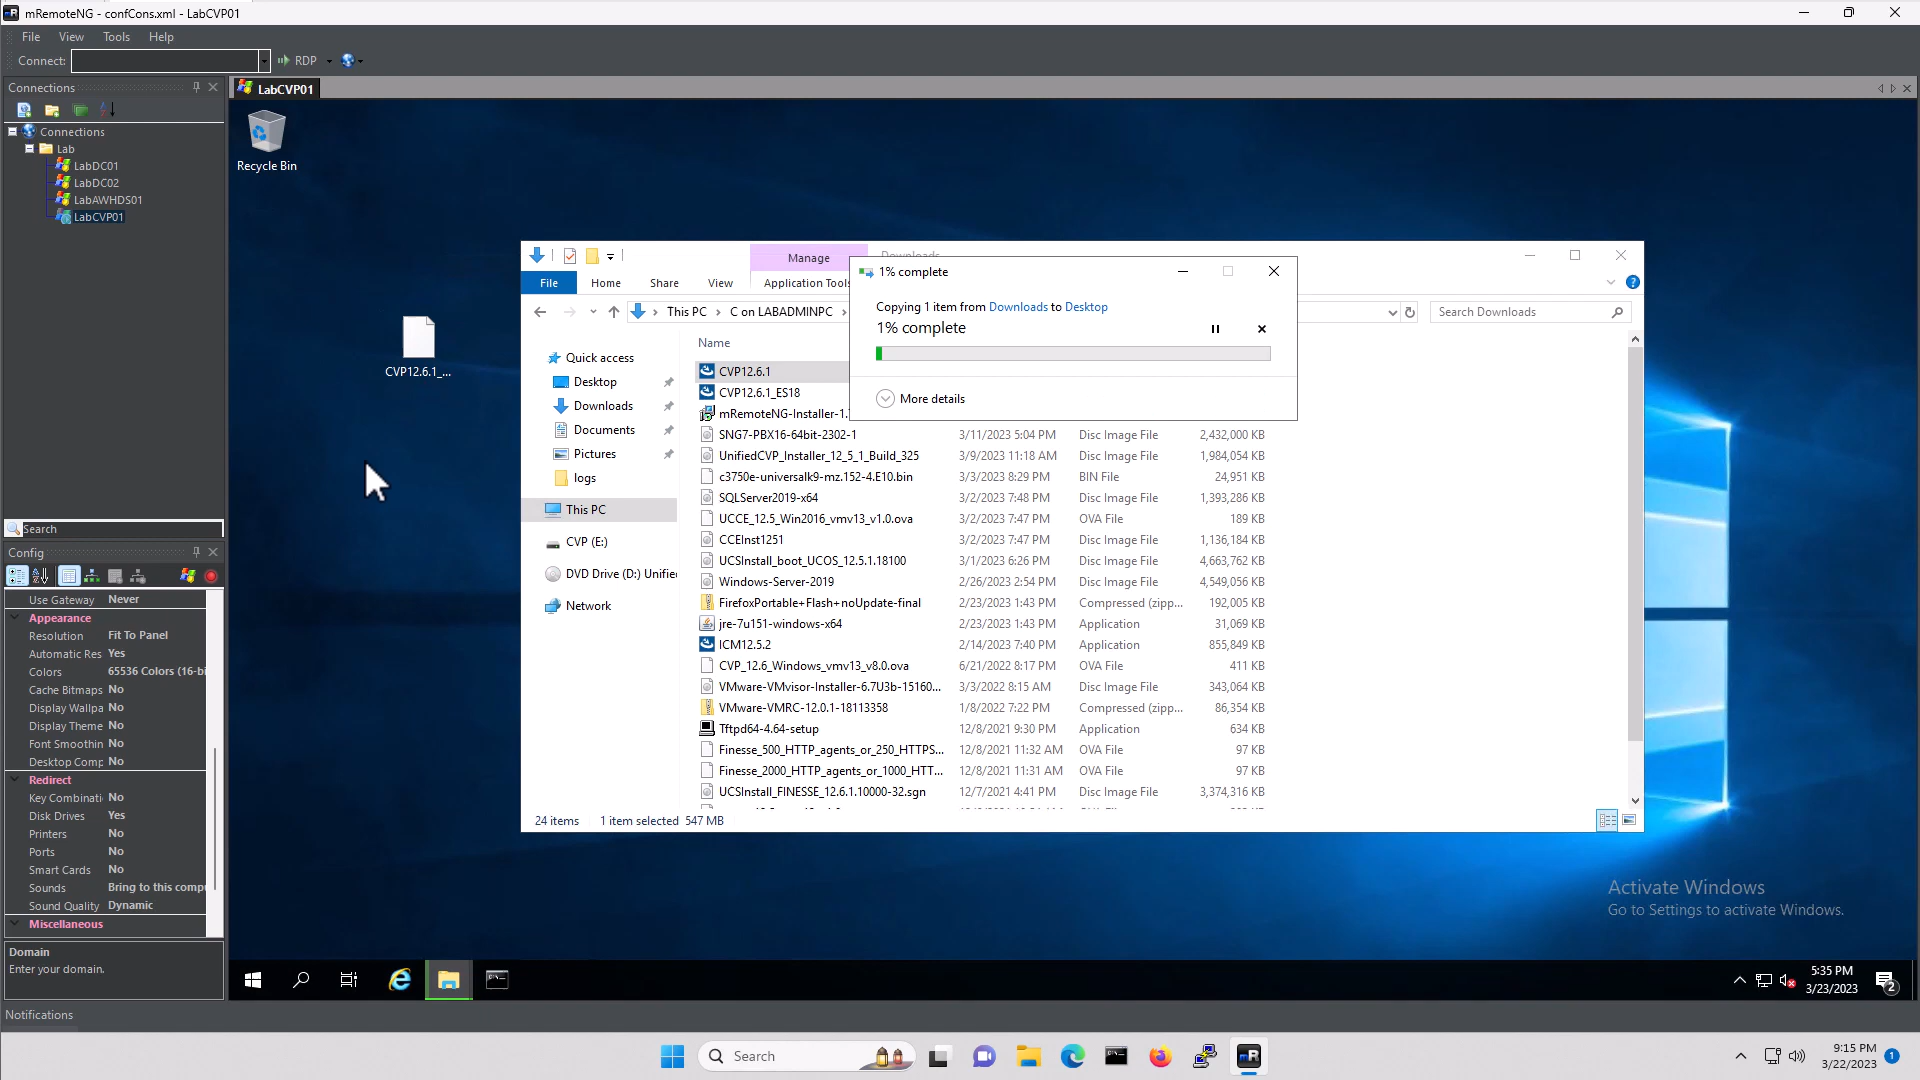 mRemoteNG - confCons.xml - LabCVP01
File View Tools Help
Connect: RDP
Connections
LabCVP01
Connections
Lab
LabDC01
LabDC02
LabAWHDS01
LabCVP01
Search
Config
Use Gateway Never
Appearance
Resolution Fit To Panel
Automatic Res Yes
Colors 65536 Colors (16-bi
Cache Bitmaps No
Display Wallpa No
Display Theme No
Font Smoothin No
Desktop Comp No
Redirect
Key Combinati No
Disk Drives Yes
Printers No
Ports No
Smart Cards No
Sounds Bring to this compu
Sound Quality Dynamic
Miscellaneous
Domain
Enter your domain.
Notifications
Recycle Bin
CVP12.6.1_...
Manage Downloads
File Home Share View Application Tools
This PC > C on LABADMINPC >
Search Downloads
Quick access
Desktop
Downloads
Documents
Pictures
logs
This PC
CVP (E:)
DVD Drive (D:) Unifie
Network
Name
CVP12.6.1
CVP12.6.1_ES18
mRemoteNG-Installer-1.7
SNG7-PBX16-64bit-2302-1 3/11/2023 5:04 PM Disc Image File 2,432,000 KB
UnifiedCVP_Installer_12_5_1_Build_325 3/9/2023 11:18 AM Disc Image File 1,984,054 KB
c3750e-universalk9-mz.152-4.E10.bin 3/3/2023 8:29 PM BIN File 24,951 KB
SQLServer2019-x64 3/2/2023 7:48 PM Disc Image File 1,393,286 KB
UCCE_12.5_Win2016_vmv13_v1.0.ova 3/2/2023 7:47 PM OVA File 189 KB
CCEInst1251 3/2/2023 7:47 PM Disc Image File 1,136,184 KB
UCSInstall_boot_UCOS_12.5.1.18100 3/1/2023 6:26 PM Disc Image File 4,663,762 KB
Windows-Server-2019 2/26/2023 2:54 PM Disc Image File 4,549,056 KB
FirefoxPortable+Flash+noUpdate-final 2/23/2023 1:43 PM Compressed (zipp... 192,005 KB
jre-7u151-windows-x64 2/23/2023 1:43 PM Application 31,069 KB
ICM12.5.2 2/14/2023 7:40 PM Application 855,849 KB
CVP_12.6_Windows_vmv13_v8.0.ova 6/21/2022 8:17 PM OVA File 411 KB
VMware-VMvisor-Installer-6.7U3b-15160... 3/3/2022 8:15 AM Disc Image File 343,064 KB
VMware-VMRC-12.0.1-18113358 1/8/2022 7:22 PM Compressed (zipp... 86,354 KB
Tftpd64-4.64-setup 12/8/2021 9:30 PM Application 634 KB
Finesse_500_HTTP_agents_or_250_HTTPS... 12/8/2021 11:32 AM OVA File 97 KB
Finesse_2000_HTTP_agents_or_1000_HTT... 12/8/2021 11:31 AM OVA File 97 KB
UCSInstall_FINESSE_12.6.1.10000-32.sgn 12/7/2021 4:41 PM Disc Image File 3,374,316 KB
24 items 1 item selected 547 MB
1% complete
Copying 1 item from Downloads to Desktop
1% complete
More details
Activate Windows
Go to Settings to activate Windows.
5:35 PM
3/23/2023
2
Search
mR
9:15 PM
3/22/2023
1